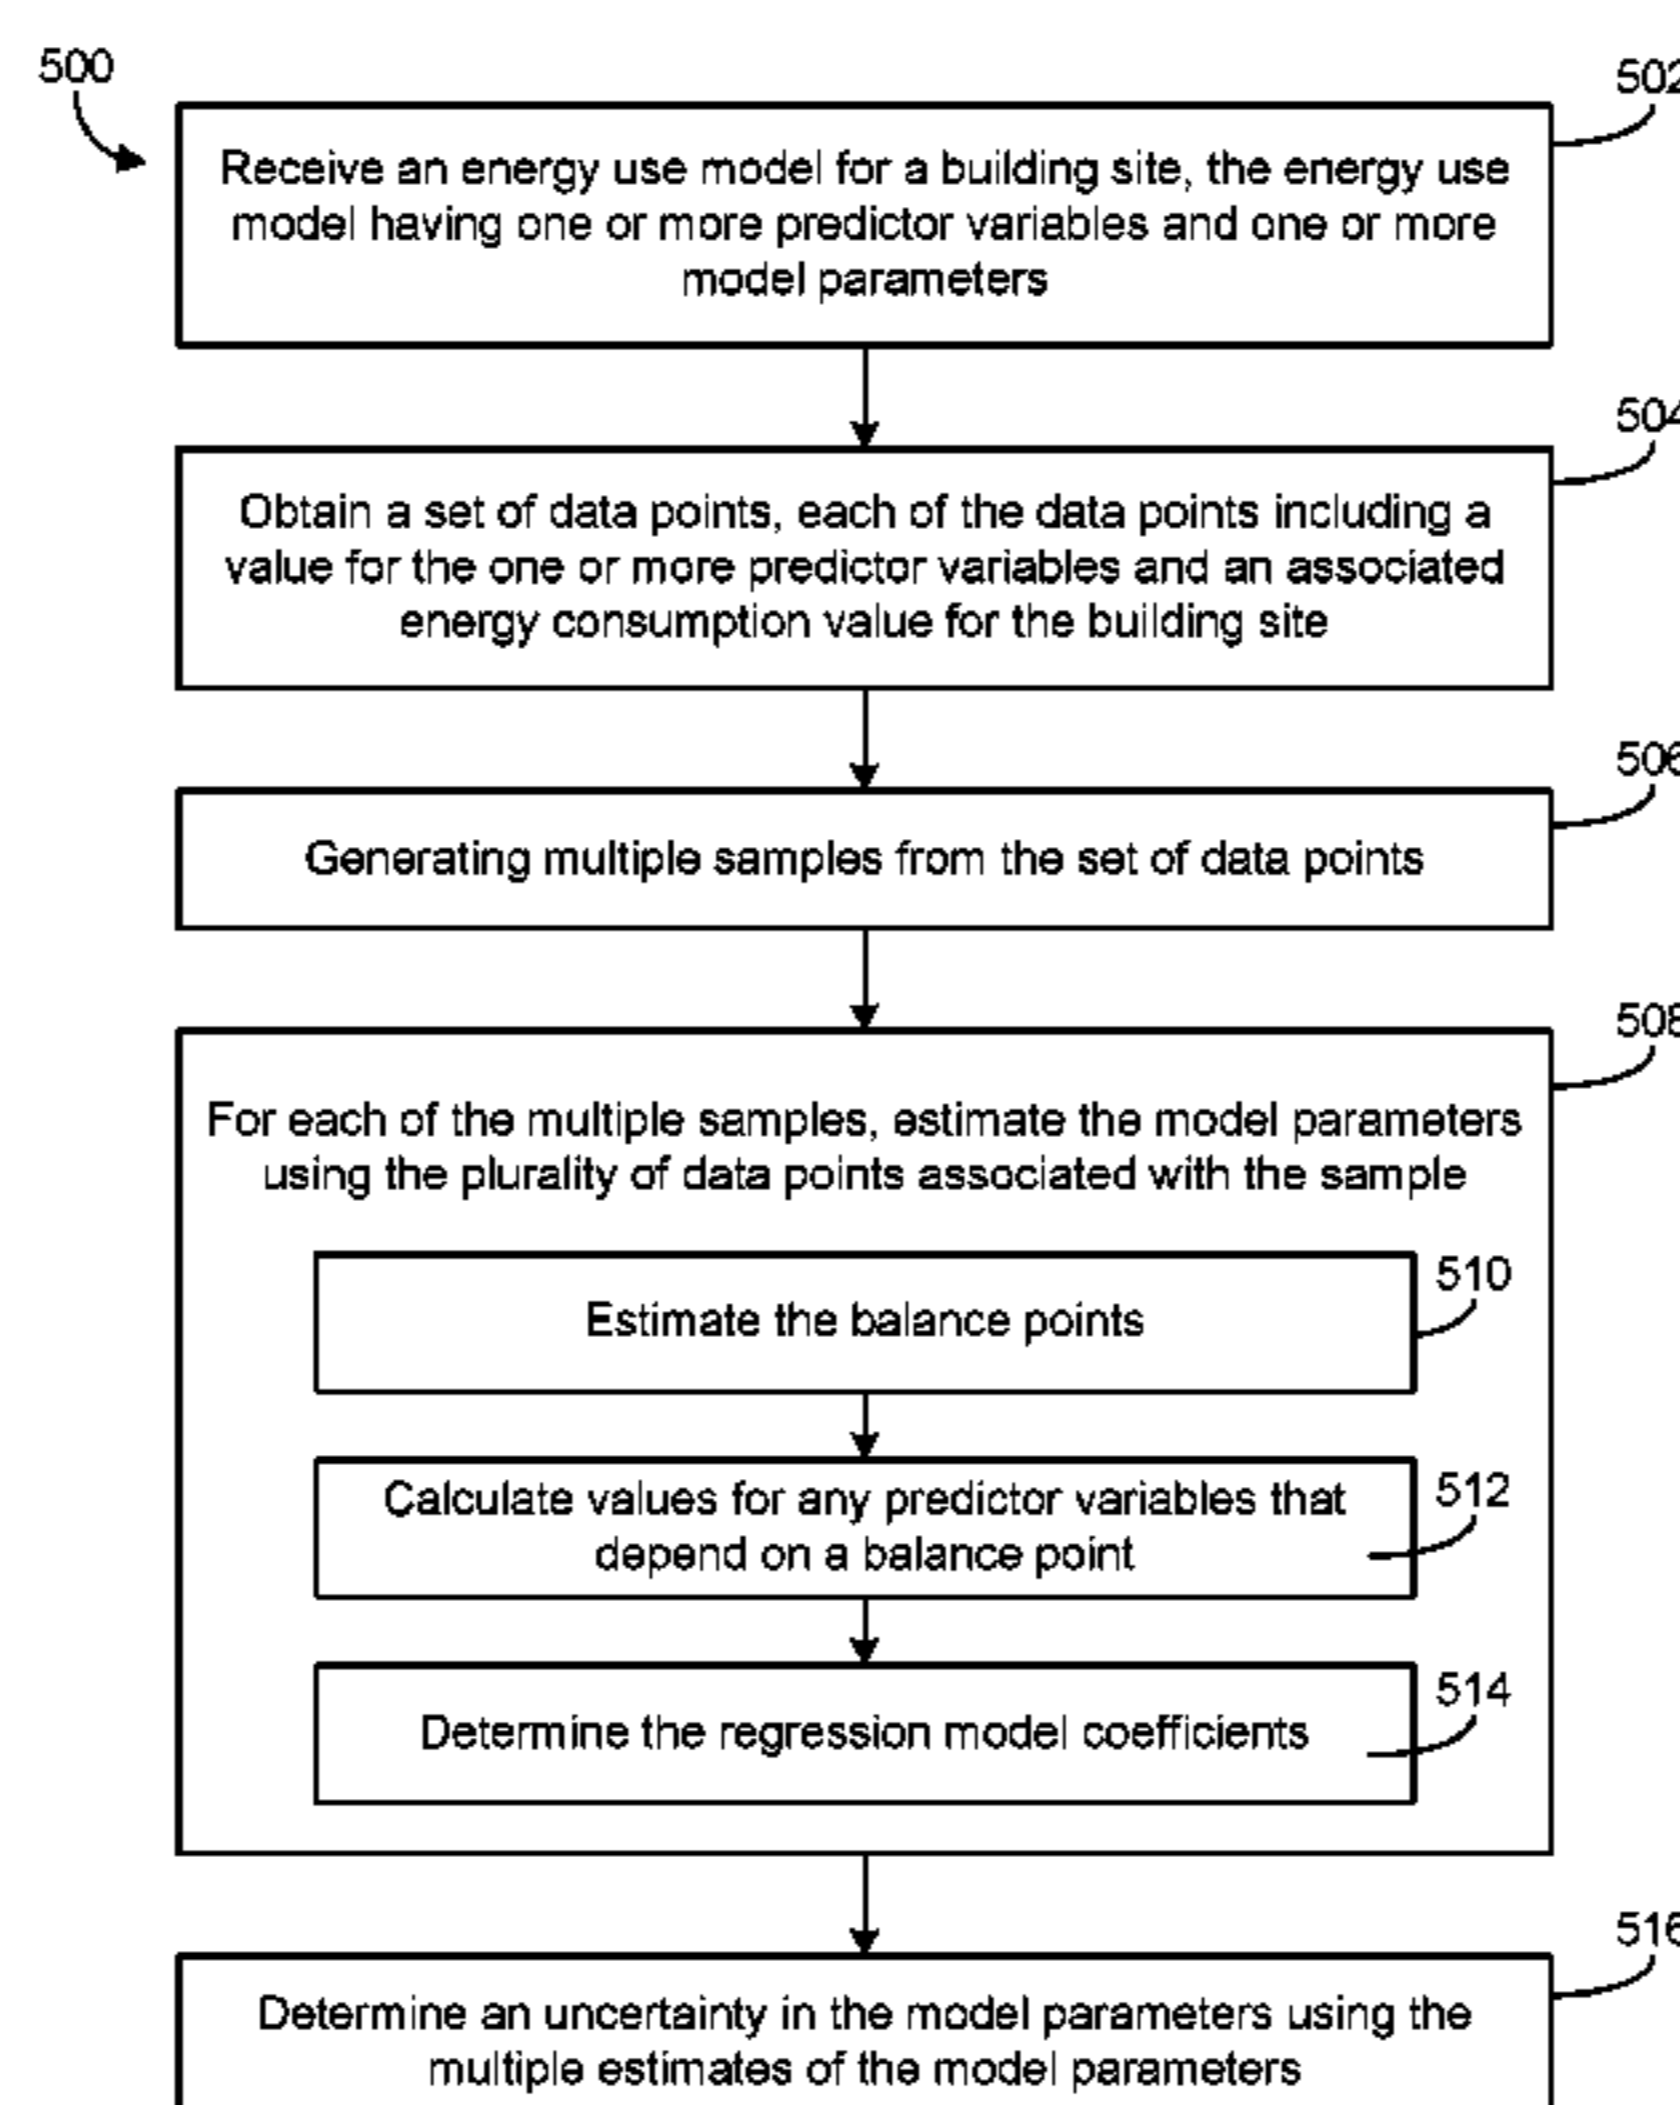 500
502
Receive an energy use model for a building site, the energy use
model having one or more predictor variables and one or more
model parameters
504
Obtain a set of data points, each of the data points including a
value for the one or more predictor variables and an associated
energy consumption value for the building site
506
Generating multiple samples from the set of data points
508
For each of the multiple samples, estimate the model parameters
using the plurality of data points associated with the sample
510
Estimate the balance points
512
Calculate values for any predictor variables that
depend on a balance point
514
Determine the regression model coefficients
516
Determine an uncertainty in the model parameters using the
multiple estimates of the model parameters